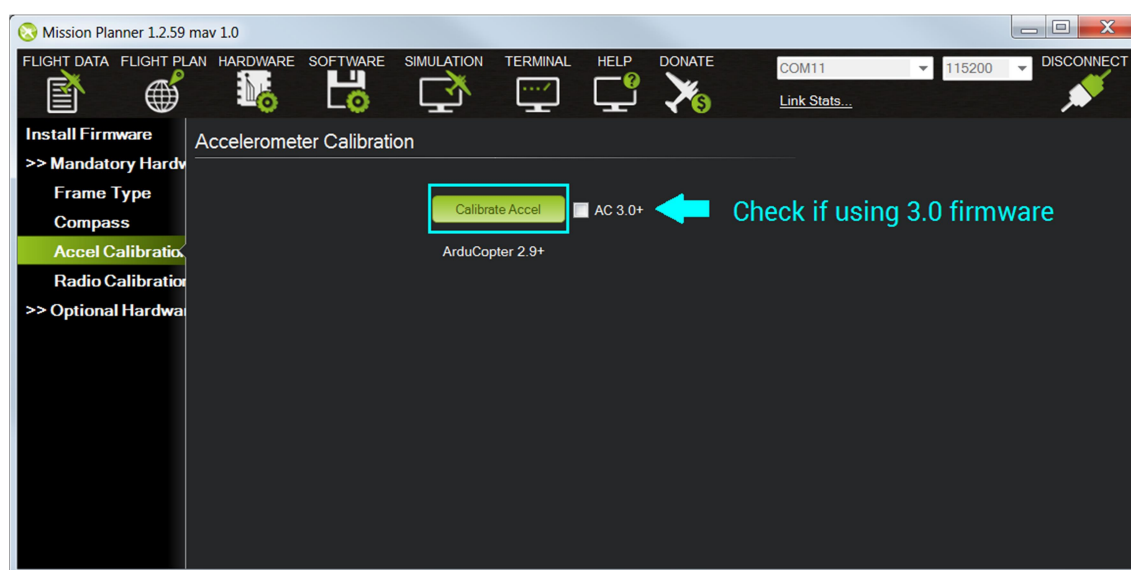 Mission Planner 1.2.59 mav 1.0
FLIGHT DATA FLIGHT PLAN HARDWARE SOFTWARE SIMULATION TERMINAL HELP DONATE
COM11 115200 DISCONNECT
Link Stats...
Install Firmware
>> Mandatory Hardw
Frame Type
Compass
Accel Calibratio
Radio Calibration
>> Optional Hardwar
Accelerometer Calibration
Calibrate Accel AC 3.0+ Check if using 3.0 firmware
ArduCopter 2.9+